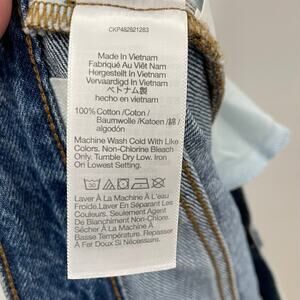 CKP482621283
Made In Vietnam
Fabriqué Au Viêt Nam
Hergestellt In Vietnam
Vervaardigd In Vietnam
ベトナム製
hecho en vietnam
100% Cotton /Coton /
Baumwolle /Katoen / 綿 /
algodón
Machine Wash Cold With Like
Colors. Non-Chlorine Bleach
Only. Tumble Dry Low. Iron
On Lowest Setting.
30
Laver À La Machine À L'eau
Froide. Laver En Séparant Les
Couleurs. Seulement Agent
De Blanchiment Non-Chloré.
Sécher À La Machine À
Basse Température. Repasser
À Fer Doux Si Nécessaire.